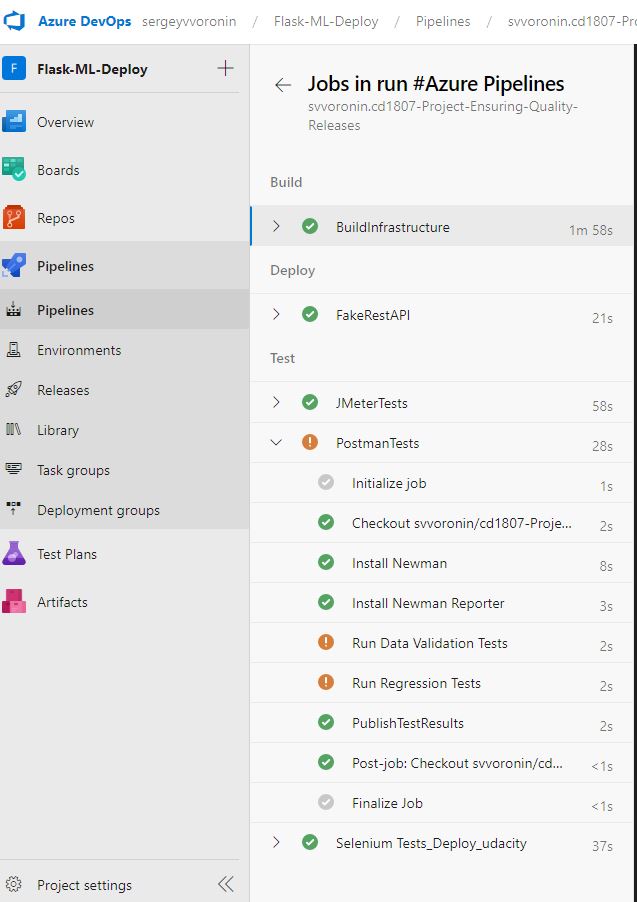 Azure DevOps sergeyvvoronin / Flask-ML-Deploy / Pipelines / svvoronin.cd1807-Pro
F Flask-ML-Deploy
Overview
Boards
Repos
Pipelines
Pipelines
Environments
Releases
Library
Task groups
Deployment groups
Test Plans
Artifacts
Project settings
Jobs in run #Azure Pipelines
svvoronin.cd1807-Project-Ensuring-Quality-
Releases
Build
BuildInfrastructure 1m 58s
Deploy
FakeRestAPI 21s
Test
JMeterTests 58s
PostmanTests 28s
Initialize job 1s
Checkout svvoronin/cd1807-Proje... 2s
Install Newman 8s
Install Newman Reporter 3s
Run Data Validation Tests 2s
Run Regression Tests 2s
PublishTestResults 2s
Post-job: Checkout svvoronin/cd... <1s
Finalize Job <1s
Selenium Tests_Deploy_udacity 37s